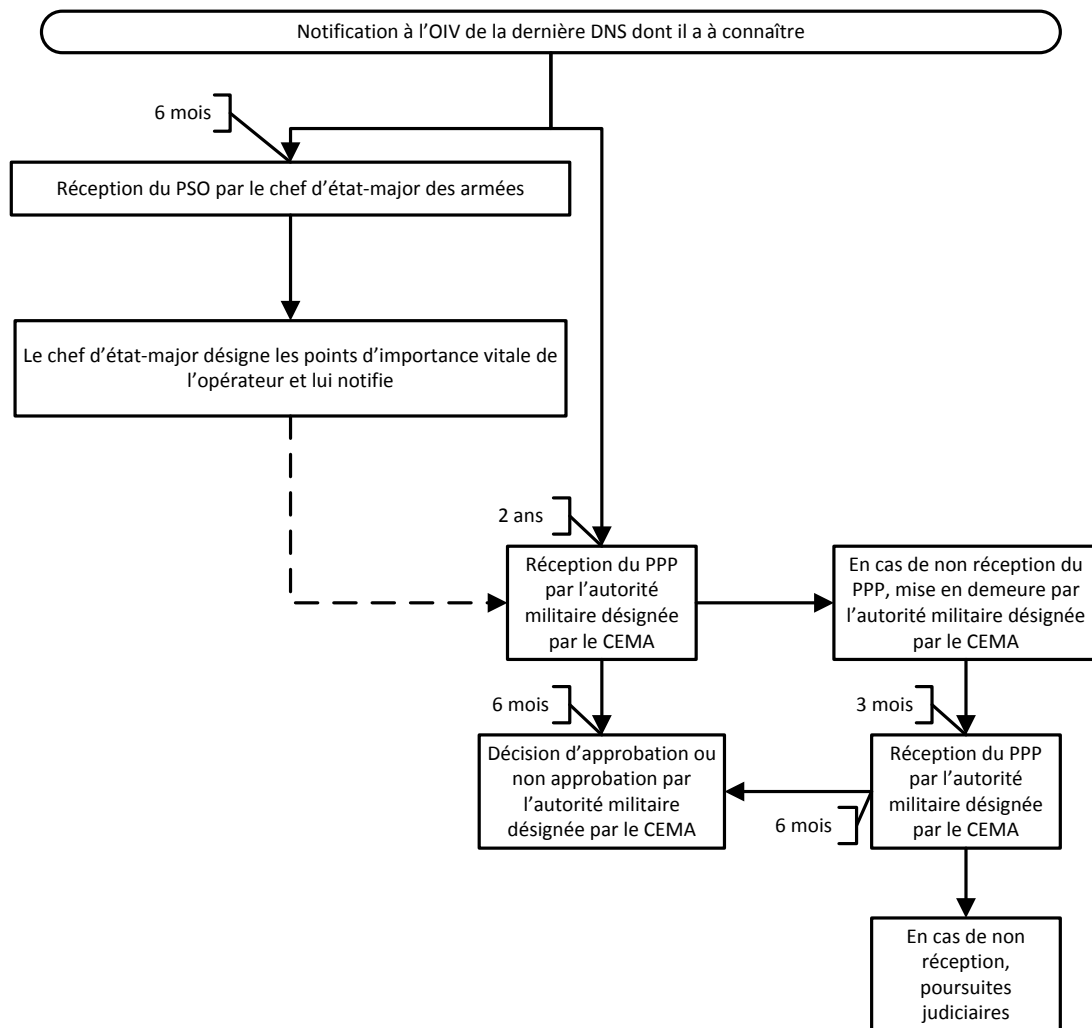 Notification à l’OIV de la dernière DNS dont il a à connaître
6 mois
Réception du PSO par le chef d’état-major des armées
Le chef d’état-major désigne les points d’importance vitale de
l’opérateur et lui notifie
2 ans
Réception du PPP
par l’autorité
militaire désignée
par le CEMA
En cas de non réception du
PPP, mise en demeure par
l’autorité militaire désignée
par le CEMA
6 mois
3 mois
Décision d’approbation ou
non approbation par
l’autorité militaire
désignée par le CEMA
Réception du PPP
par l’autorité
militaire désignée
par le CEMA
6 mois
En cas de non
réception,
poursuites
judiciaires